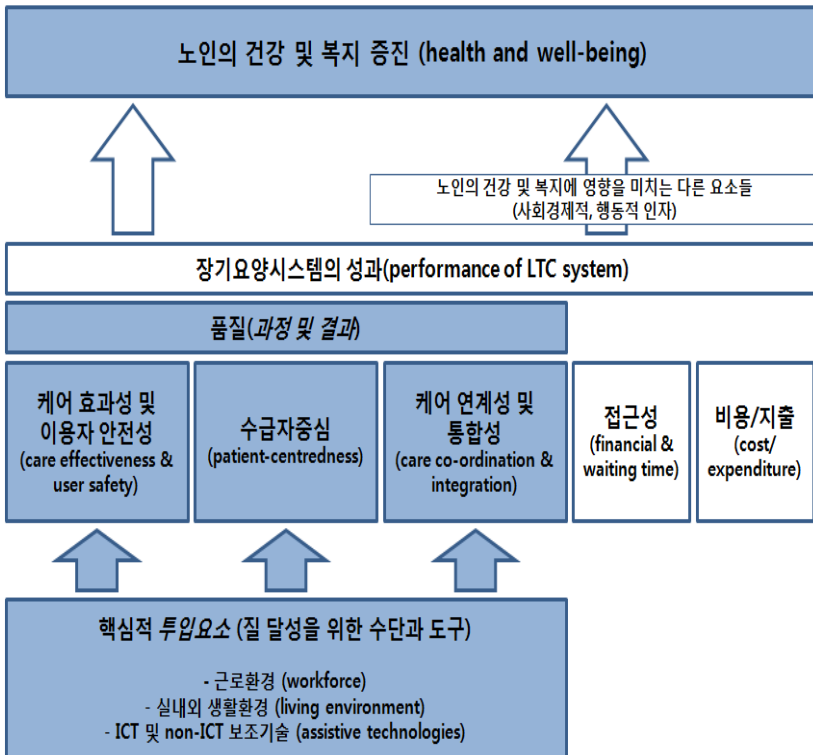 노인의 건강 및 복지 증진 (health and well-being)
노인의 건강 및 복지에 영향을 미치는 다른 요소들
(사회경제적, 행동적 인자)
장기요양시스템의 성과(performance of LTC system)
품질(과정 및 결과)
케어 효과성 및
이용자 안전성
(care effectiveness &
user safety)
수급자중심
(patient-centredness)
케어 연계성 및
통합성
(care co-ordination &
integration)
접근성
(financial &
waiting time)
비용/지출
(cost/
expenditure)
핵심적 투입요소 (질 달성을 위한 수단과 도구)
- 근로환경 (workforce)
- 실내외 생활환경 (living environment)
- ICT 및 non-ICT 보조기술 (assistive technologies)